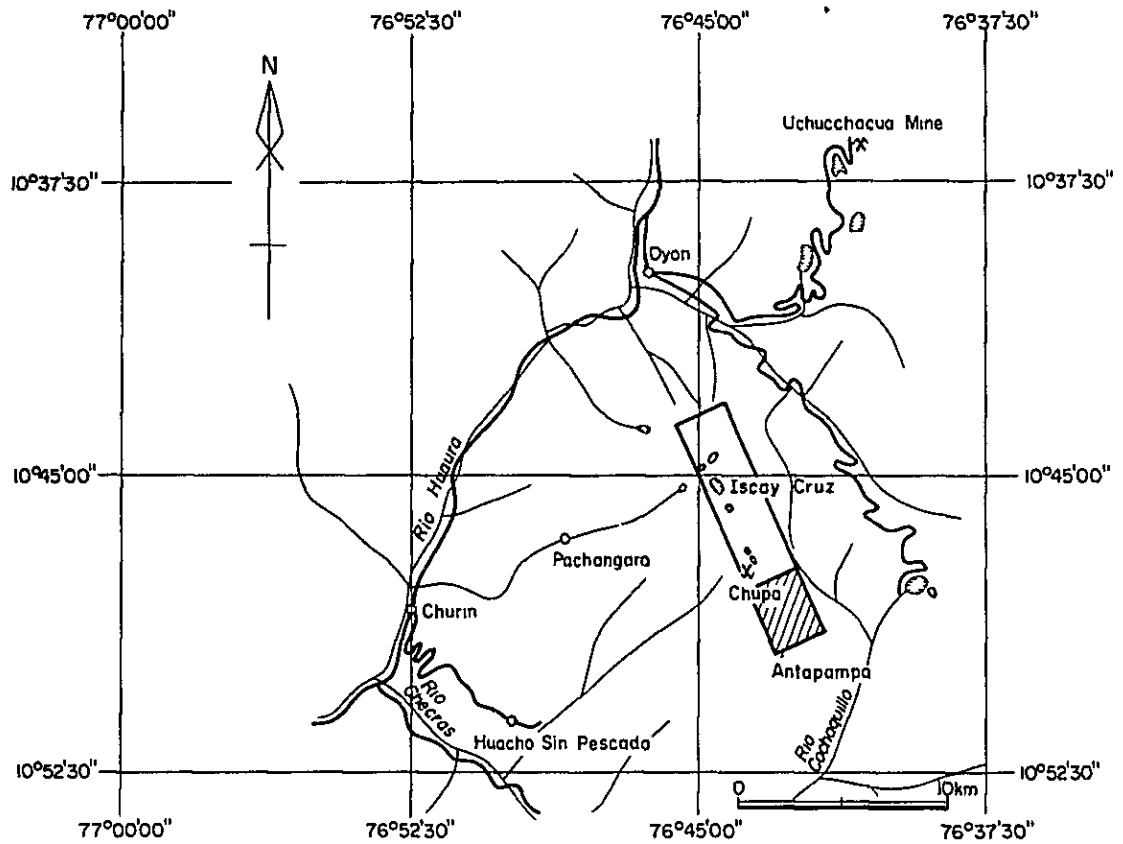 77°00'00"
76°52'30"
76°45'00"
76°37'30"
N
Uchucchacua Mine
10°37'30"
10°37'30"
Oyon
10°45'00"
10°45'00"
Rio Huaura
Iscay Cruz
Pachangara
Chupa
Churin
Antapampa
Rio Checras
Rio Cochaquillo
Huacho Sin Pescado
10°52'30"
10°52'30"
0
10km
77°00'00"
76°52'30"
76°45'00"
76°37'30"